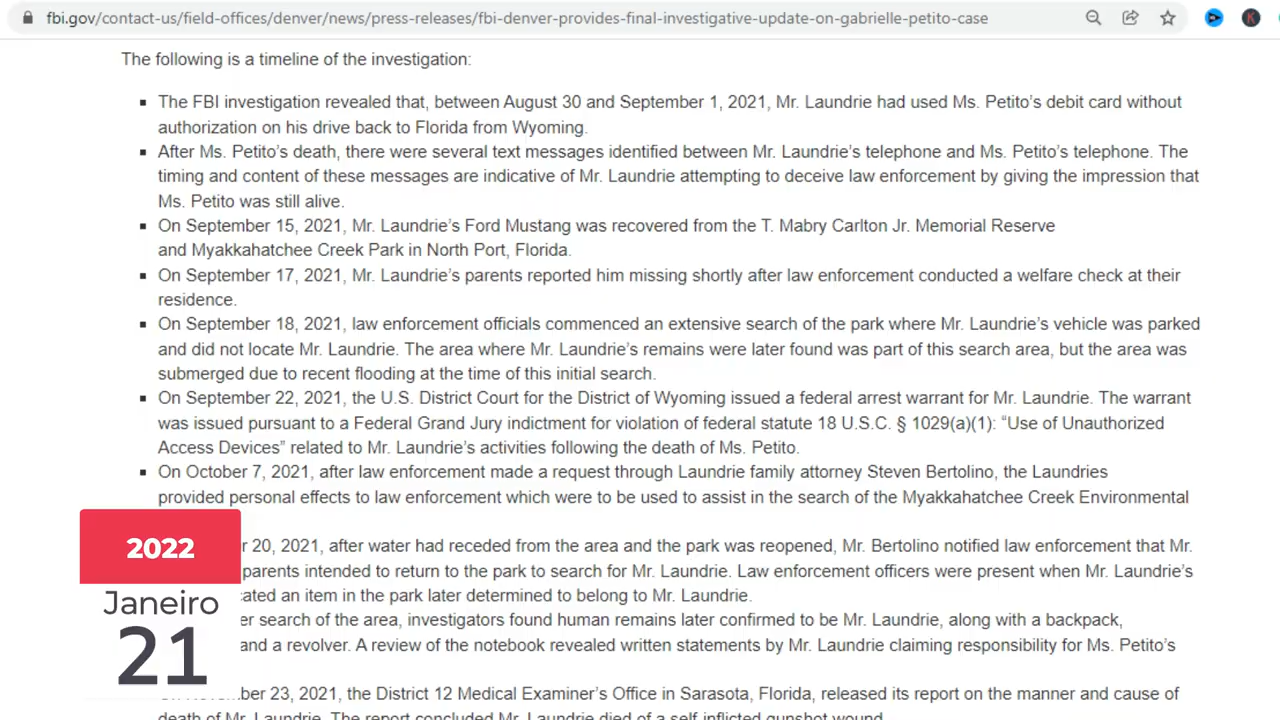 fbi.gov/contact-us/field-offices/denver/news/press-releases/fbi-denver-provides-final-investigative-update-on-gabrielle-petito-case
K
The following is a timeline of the investigation:
▪ The FBI investigation revealed that, between August 30 and September 1, 2021, Mr. Laundrie had used Ms. Petito’s debit card without
authorization on his drive back to Florida from Wyoming.
▪ After Ms. Petito’s death, there were several text messages identified between Mr. Laundrie’s telephone and Ms. Petito’s telephone. The
timing and content of these messages are indicative of Mr. Laundrie attempting to deceive law enforcement by giving the impression that
Ms. Petito was still alive.
▪ On September 15, 2021, Mr. Laundrie’s Ford Mustang was recovered from the T. Mabry Carlton Jr. Memorial Reserve
and Myakkahatchee Creek Park in North Port, Florida.
▪ On September 17, 2021, Mr. Laundrie’s parents reported him missing shortly after law enforcement conducted a welfare check at their
residence.
▪ On September 18, 2021, law enforcement officials commenced an extensive search of the park where Mr. Laundrie’s vehicle was parked
and did not locate Mr. Laundrie. The area where Mr. Laundrie’s remains were later found was part of this search area, but the area was
submerged due to recent flooding at the time of this initial search.
▪ On September 22, 2021, the U.S. District Court for the District of Wyoming issued a federal arrest warrant for Mr. Laundrie. The warrant
was issued pursuant to a Federal Grand Jury indictment for violation of federal statute 18 U.S.C. § 1029(a)(1): “Use of Unauthorized
Access Devices” related to Mr. Laundrie’s activities following the death of Ms. Petito.
▪ On October 7, 2021, after law enforcement made a request through Laundrie family attorney Steven Bertolino, the Laundries
provided personal effects to law enforcement which were to be used to assist in the search of the Myakkahatchee Creek Environmental
r 20, 2021, after water had receded from the area and the park was reopened, Mr. Bertolino notified law enforcement that Mr.
parents intended to return to the park to search for Mr. Laundrie. Law enforcement officers were present when Mr. Laundrie’s
cated an item in the park later determined to belong to Mr. Laundrie.
er search of the area, investigators found human remains later confirmed to be Mr. Laundrie, along with a backpack,
and a revolver. A review of the notebook revealed written statements by Mr. Laundrie claiming responsibility for Ms. Petito’s
ber 23, 2021, the District 12 Medical Examiner’s Office in Sarasota, Florida, released its report on the manner and cause of
death of Mr. Laundrie. The report concluded Mr. Laundrie died of a self-inflicted gunshot wound.
2022
Janeiro
21